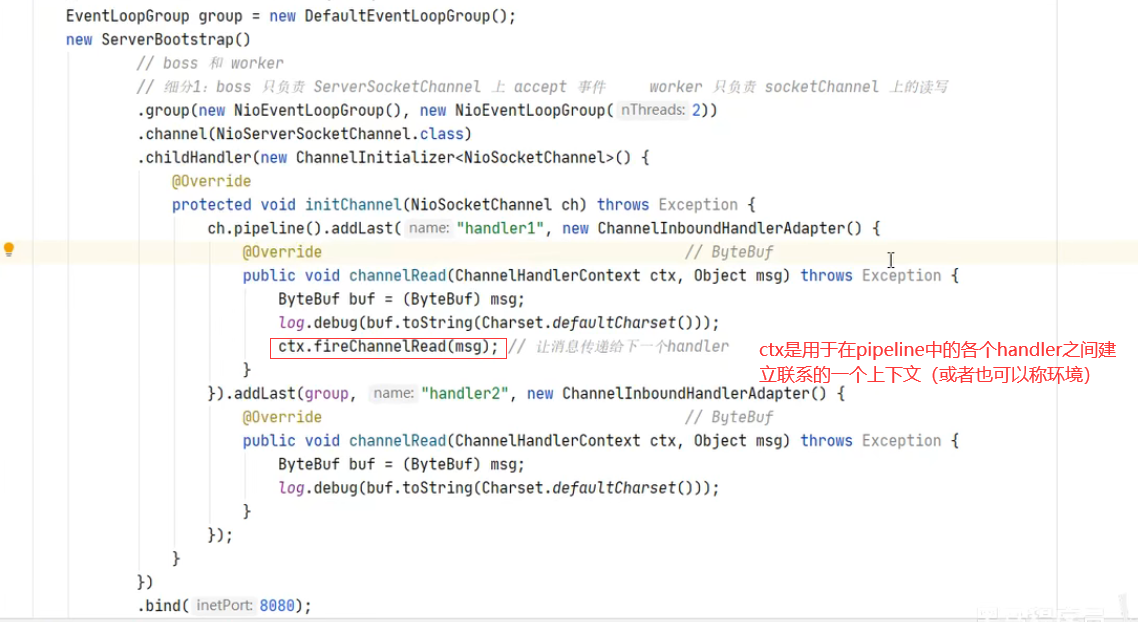 EventLoopGroup group = new DefaultEventLoopGroup();
new ServerBootstrap()
// boss 和 worker
// 细分1：boss 只负责 ServerSocketChannel 上 accept 事件     worker 只负责 socketChannel 上的读写
.group(new NioEventLoopGroup(), new NioEventLoopGroup( nThreads: 2))
.channel(NioServerSocketChannel.class)
.childHandler(new ChannelInitializer<NioSocketChannel>() {
@Override
protected void initChannel(NioSocketChannel ch) throws Exception {
ch.pipeline().addLast( name: "handler1", new ChannelInboundHandlerAdapter() {
@Override // ByteBuf
public void channelRead(ChannelHandlerContext ctx, Object msg) throws Exception {
ByteBuf buf = (ByteBuf) msg;
log.debug(buf.toString(Charset.defaultCharset()));
ctx.fireChannelRead(msg); // 让消息传递给下一个handler
ctx是用于在pipeline中的各个handler之间建
立联系的一个上下文（或者也可以称环境）
}
}).addLast(group, name: "handler2", new ChannelInboundHandlerAdapter() {
@Override // ByteBuf
public void channelRead(ChannelHandlerContext ctx, Object msg) throws Exception {
ByteBuf buf = (ByteBuf) msg;
log.debug(buf.toString(Charset.defaultCharset()));
}
});
}
})
.bind( inetPort: 8080);